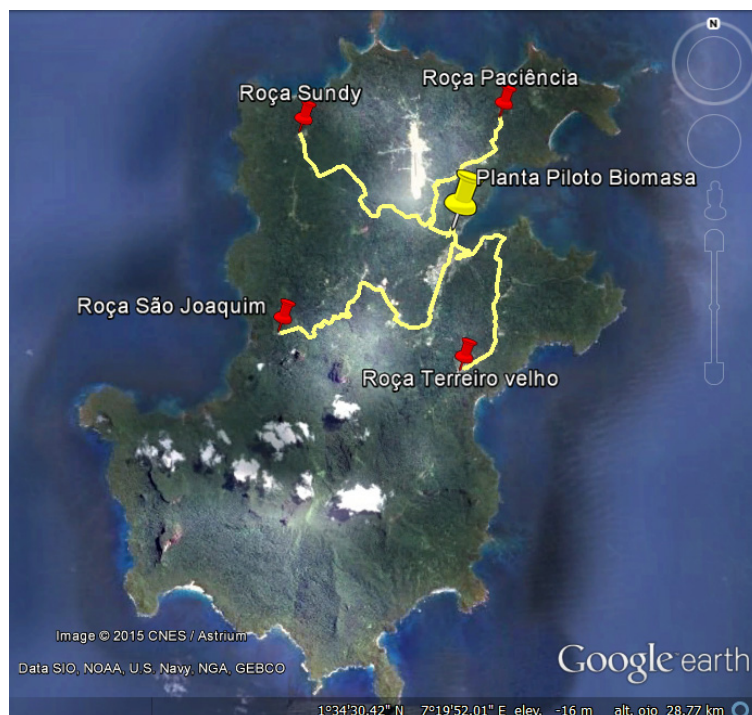 N
Roça Paciência
Roça Sundy
Planta Piloto Biomasa
Roça São Joaquim
Roça Terreiro velho
Image © 2015 CNES / Astrium
Data SIO, NOAA, U.S. Navy, NGA, GEBCO
Google earth
1°34'30.42" N 7°19'52.01" E elev. -16 m alt. ojo 28.77 km